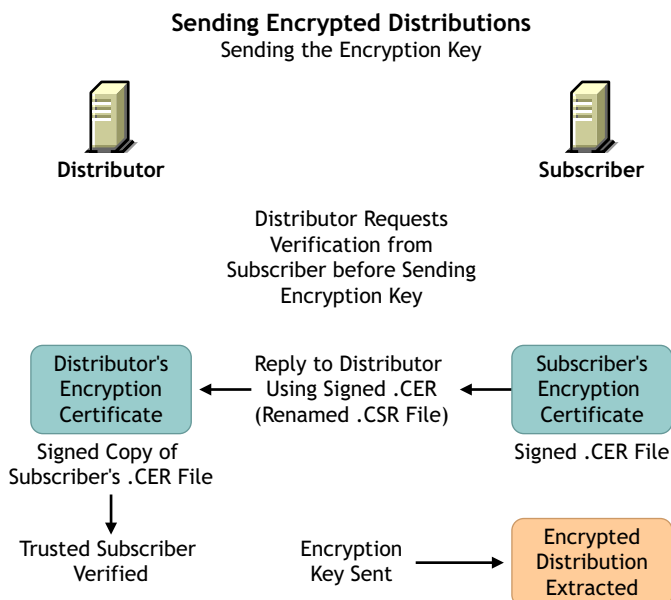 Sending Encrypted Distributions
Sending the Encryption Key
Distributor
Subscriber
Distributor Requests
Verification from
Subscriber before Sending
Encryption Key
Distributor's
Encryption
Certificate
Reply to Distributor
Using Signed .CER
(Renamed .CSR File)
Subscriber's
Encryption
Certificate
Signed Copy of
Subscriber's .CER File
Signed .CER File
Trusted Subscriber
Verified
Encryption
Key Sent
Encrypted
Distribution
Extracted